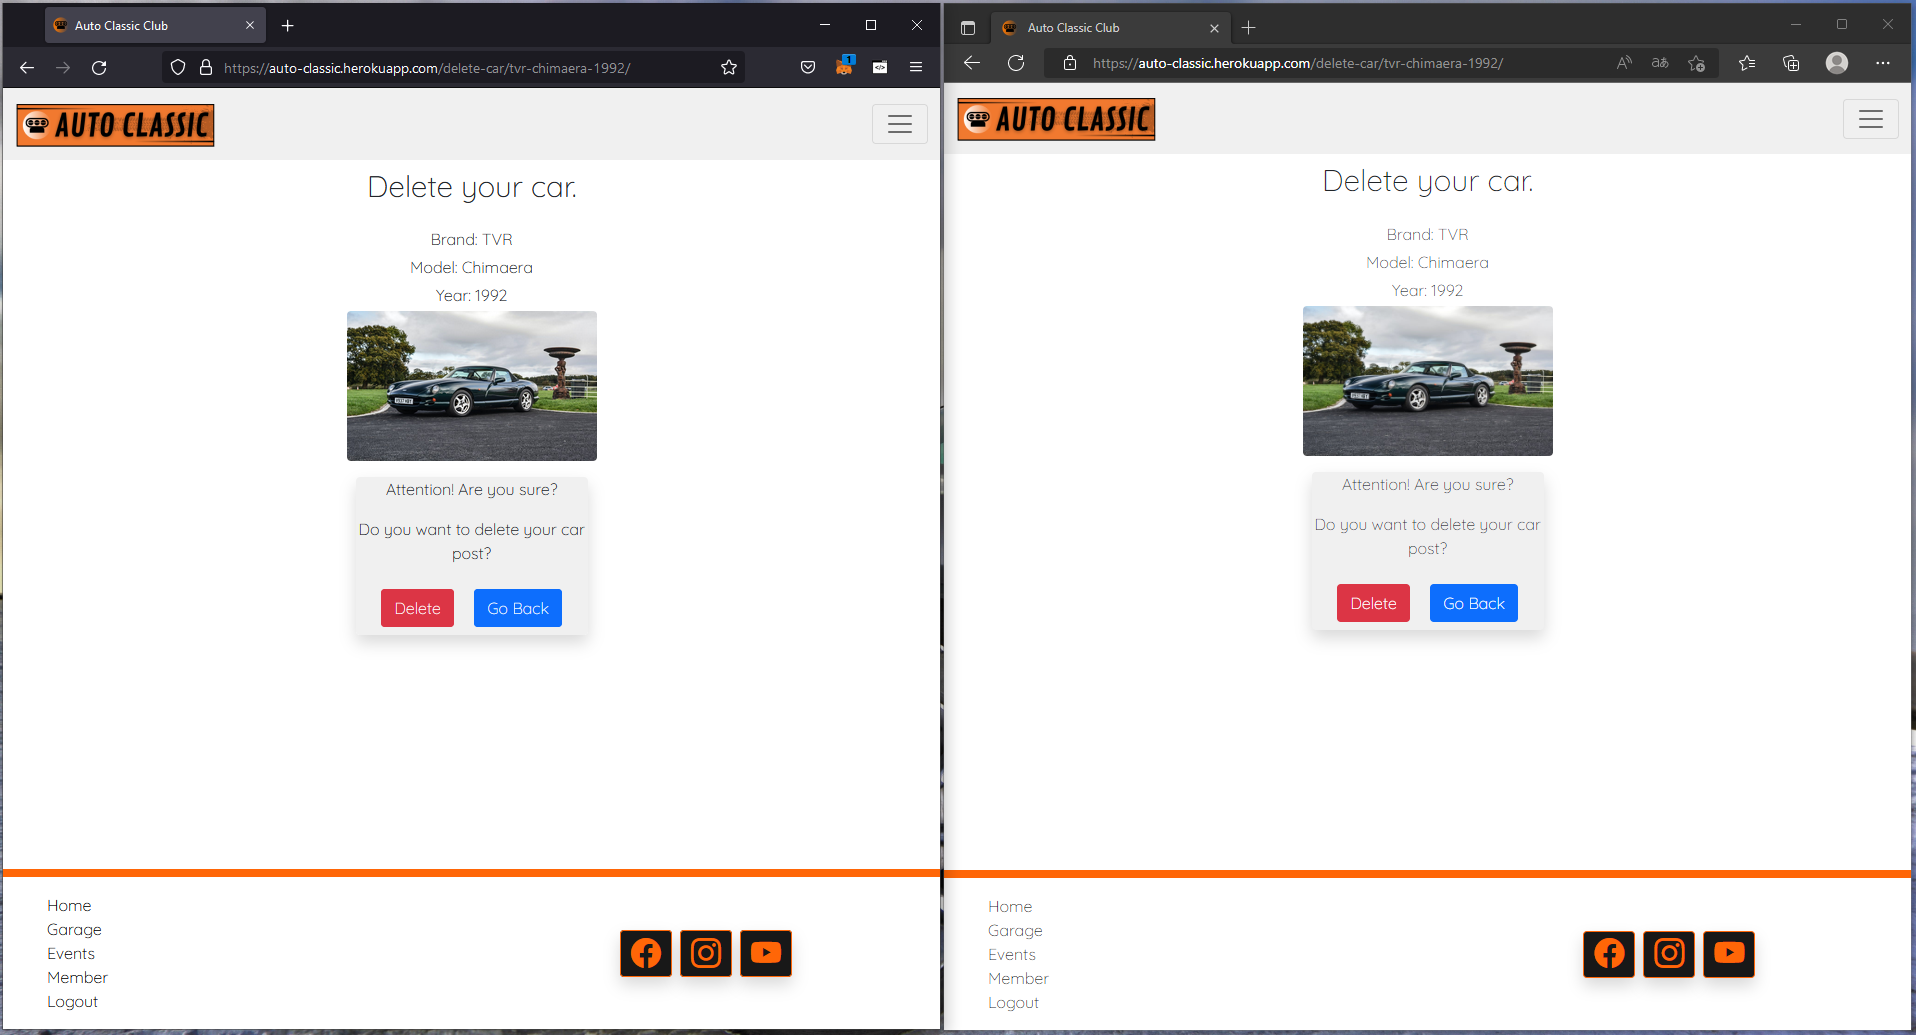 Auto Classic Club
https://auto-classic.herokuapp.com/delete-car/tvr-chimaera-1992/
1
AUTO CLASSIC
Delete your car.
Brand: TVR
Model: Chimaera
Year: 1992
Attention! Are you sure?
Do you want to delete your car
post?
Delete
Go Back
Home
Garage
Events
Member
Logout
Auto Classic Club
https://auto-classic.herokuapp.com/delete-car/tvr-chimaera-1992/
AUTO CLASSIC
Delete your car.
Brand: TVR
Model: Chimaera
Year: 1992
Attention! Are you sure?
Do you want to delete your car
post?
Delete
Go Back
Home
Garage
Events
Member
Logout